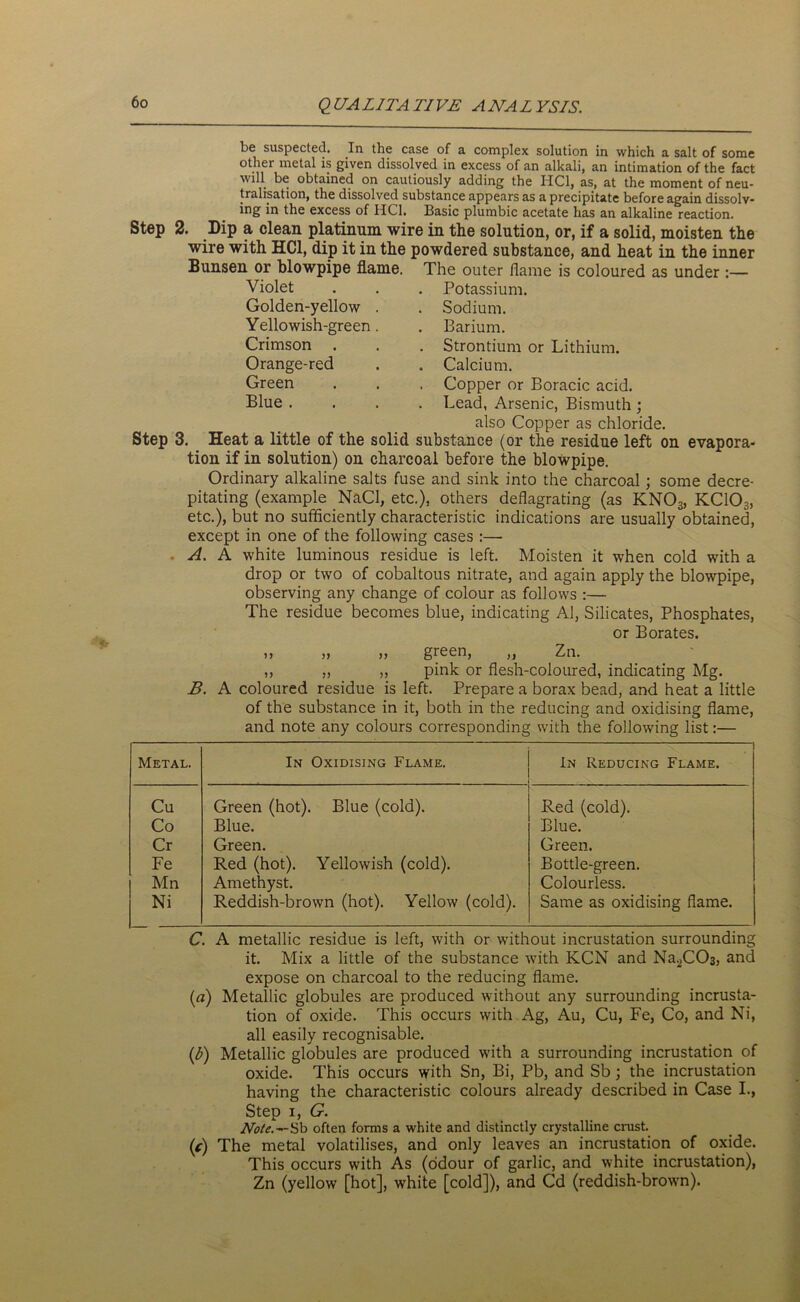 60 QUALITATIVE ANALYSIS.
be suspected. In the case of a complex solution in which a salt of some
other metal is given dissolved in excess of an alkali, an intimation of the fact
will be obtained on cautiously adding the HCl, as, at the moment of neu-
tralisation, the dissolved substance appears as a precipitate before again dissolv-
ing in the excess of HCl. Basic plumbic acetate has an alkaline reaction.
Step 2. Dip a clean platinum wire in the solution, or, if a solid, moisten the
wire with HCl, dip it in the powdered substance, and heat in the inner
Bunsen or blowpipe flame. The outer flame is coloured as under :—
Violet . . . Potassium.
Golden-yellow . . Sodium.
Yellowish-green . . Barium.
Crimson . . . Strontium or Lithium.
Orange-red . . Calcium.
Green . . . Copper or Boracic acid.
Blue . . . . Lead, Arsenic, Bismuth ;
also Copper as chloride.
Step 3. Heat a little of the solid substance (or the residue left on evapora-
tion if in solution) on charcoal before the blowpipe.
Ordinary alkaline salts fuse and sink into the charcoal ; some decre-
pitating (example NaCl, etc.), others deflagrating (as KNO₃, KClO₃,
etc.), but no sufficiently characteristic indications are usually obtained,
except in one of the following cases :—
A. A white luminous residue is left. Moisten it when cold with a
drop or two of cobaltous nitrate, and again apply the blowpipe,
observing any change of colour as follows :—
The residue becomes blue, indicating Al, Silicates, Phosphates,
or Borates.
„ „ „ green, „ Zn.
„ „ „ pink or flesh-coloured, indicating Mg.
B. A coloured residue is left. Prepare a borax bead, and heat a little
of the substance in it, both in the reducing and oxidising flame,
and note any colours corresponding with the following list :—
METAL. IN OXIDISING FLAME. IN REDUCING FLAME.
Cu Green (hot). Blue (cold). Red (cold).
Co Blue. Blue.
Cr Green. Green.
Fe Red (hot). Yellowish (cold). Bottle-green.
Mn Amethyst. Colourless.
Ni Reddish-brown (hot). Yellow (cold). Same as oxidising flame.
C. A metallic residue is left, with or without incrustation surrounding
it. Mix a little of the substance with KCN and Na₂CO₃, and
expose on charcoal to the reducing flame.
(a) Metallic globules are produced without any surrounding incrusta-
tion of oxide. This occurs with Ag, Au, Cu, Fe, Co, and Ni,
all easily recognisable.
(b) Metallic globules are produced with a surrounding incrustation of
oxide. This occurs with Sn, Bi, Pb, and Sb ; the incrustation
having the characteristic colours already described in Case I.,
Step 1, G.
Note.—Sb often forms a white and distinctly crystalline crust.
(c) The metal volatilises, and only leaves an incrustation of oxide.
This occurs with As (odour of garlic, and white incrustation),
Zn (yellow [hot], white [cold]), and Cd (reddish-brown).